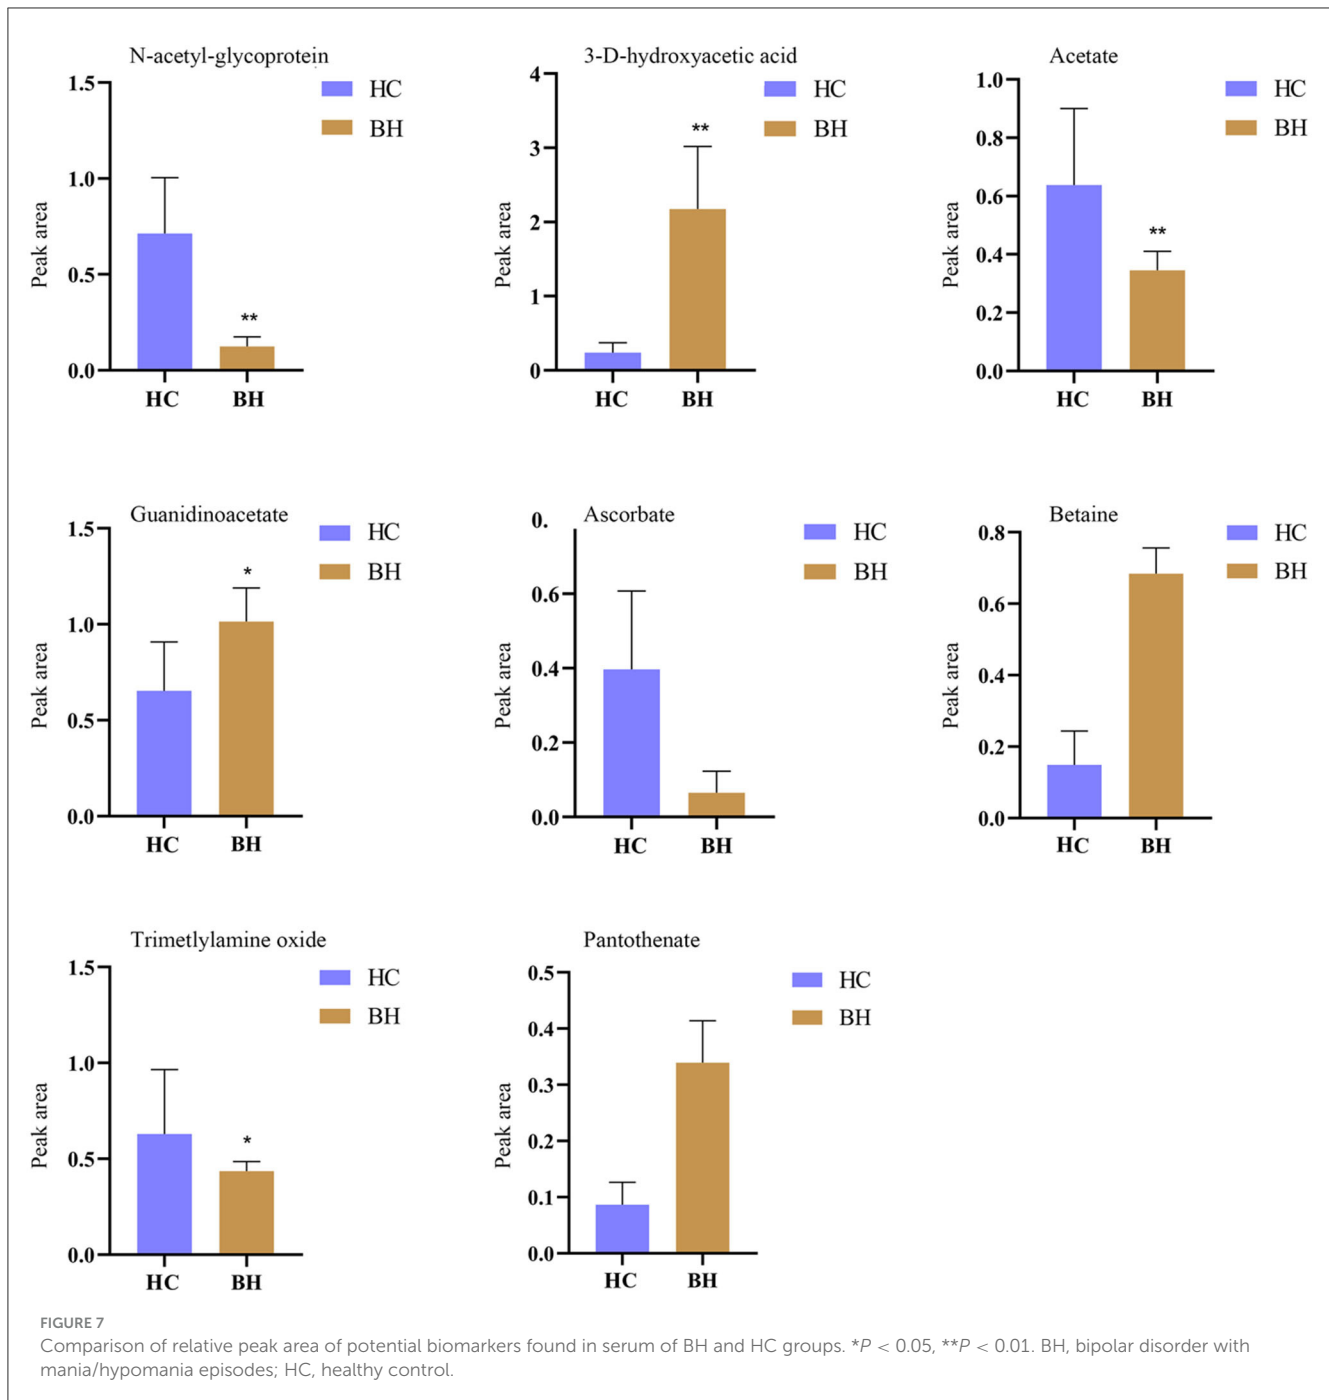 N-acetyl-glycoprotein
1.5
1.0
0.5
0.0
Peak area
HC
BH
**
HC BH
3-D-hydroxyacetic acid
4
3
2
1
0
Peak area
HC
BH
**
HC BH
Acetate
1.0
0.8
0.6
0.4
0.2
0.0
Peak area
HC
BH
**
HC BH
Guanidinoacetate
1.5
1.0
0.5
0.0
Peak area
HC
BH
*
HC BH
Ascorbate
0.
0.6
0.4
0.2
0.0
Peak area
HC
BH
HC BH
Betaine
0.8
0.6
0.4
0.2
0.0
Peak area
HC
BH
HC BH
Trimetlylamine oxide
1.5
1.0
0.5
0.0
Peak area
HC
BH
*
HC BH
Pantothenate
0.5
0.4
0.3
0.2
0.1
0.0
Peak area
HC
BH
HC BH
FIGURE 7
Comparison of relative peak area of potential biomarkers found in serum of BH and HC groups. *P < 0.05, **P < 0.01. BH, bipolar disorder with
mania/hypomania episodes; HC, healthy control.